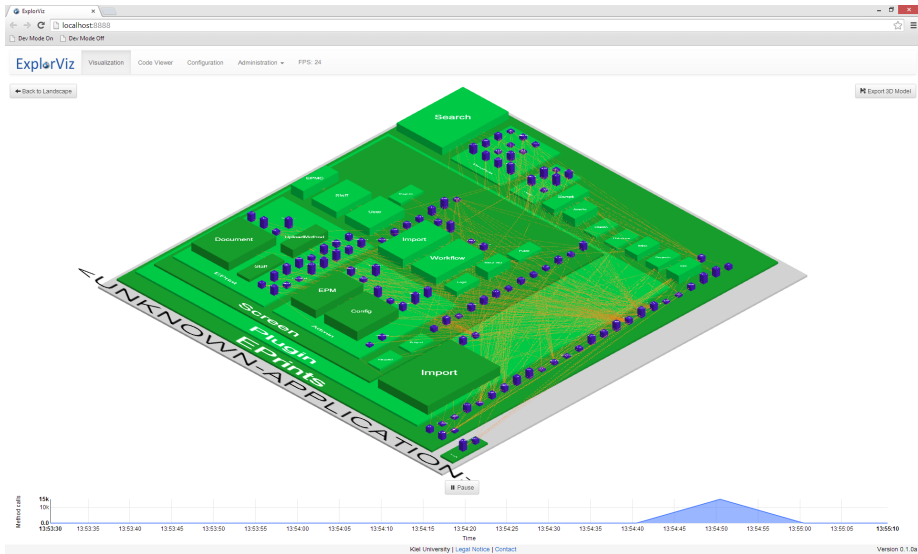 ExplorViz
localhost:8888
Dev Mode On Dev Mode Off
ExplorViz Visualization Code Viewer Configuration Administration FPS: 24
Back to Landscape
Export 3D Model
Search
Staff
User
Document
UploadMethod
Import
Workflow
Staff
EPM
Config
EPrint
Admin
Screen
Plugin
EPrints
Import
<UNKNOWN-APPLICATION>
Pause
Method calls
15k
10k
0.0
13:53:30 13:53:35 13:53:40 13:53:45 13:53:50 13:53:55 13:54:00 13:54:05 13:54:10 13:54:15 13:54:20 13:54:25 13:54:30 13:54:35 13:54:40 13:54:45 13:54:50 13:54:55 13:55:00 13:55:05 13:55:10
Time
Kiel University | Legal Notice | Contact
Version 0.1.0a